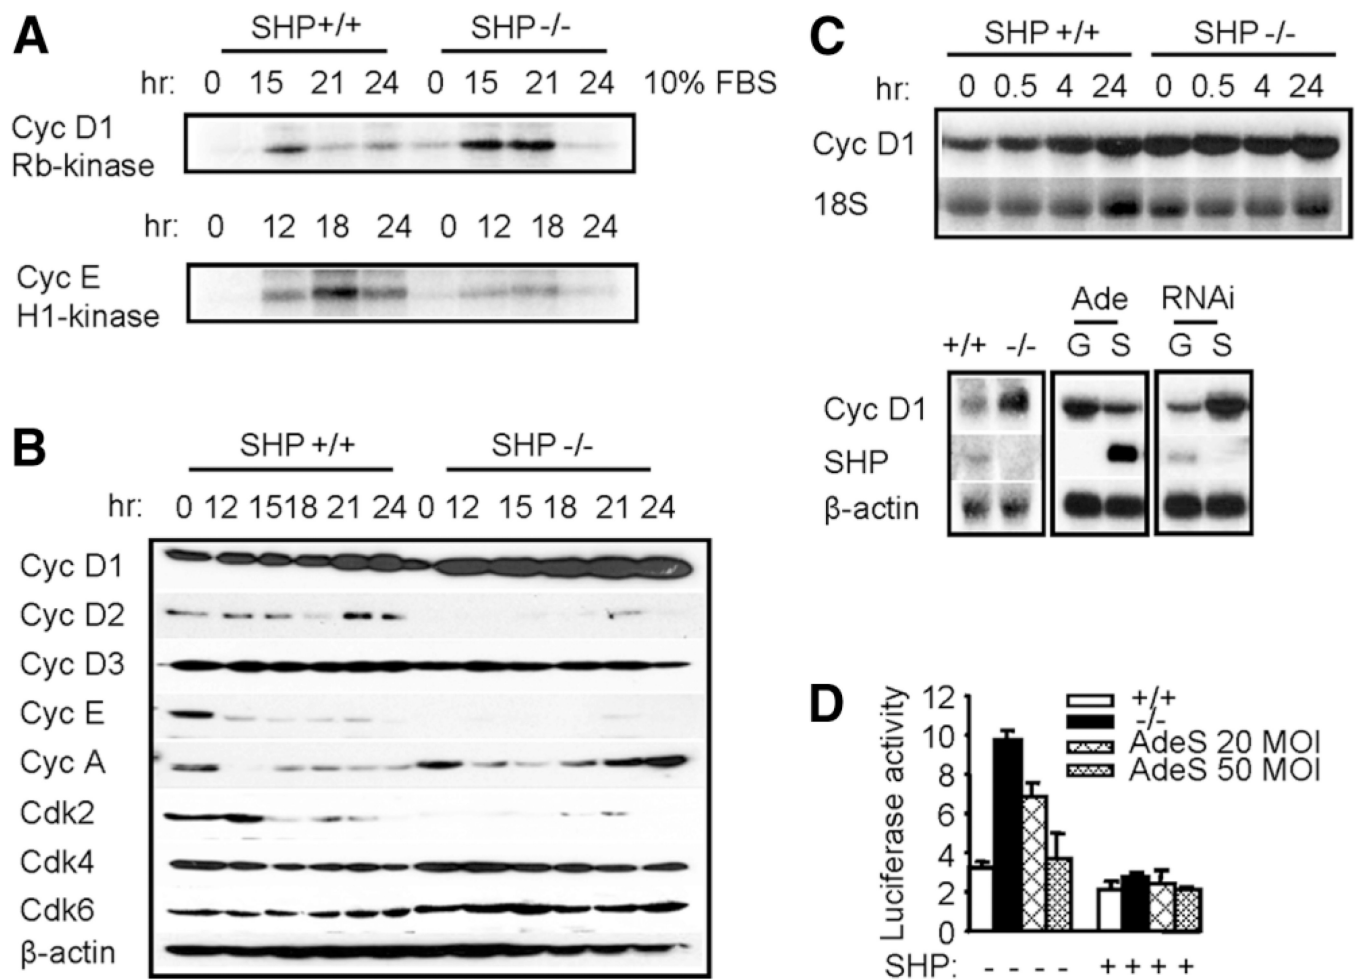 A
SHP+/+ SHP -/-
hr: 0 15 21 24 0 15 21 24 10% FBS
Cyc D1
Rb-kinase
hr: 0 12 18 24 0 12 18 24
Cyc E
H1-kinase
B
SHP +/+ SHP -/-
hr: 0 12 15 18 21 24 0 12 15 18 21 24
Cyc D1
Cyc D2
Cyc D3
Cyc E
Cyc A
Cdk2
Cdk4
Cdk6
β-actin
C
SHP +/+ SHP -/-
hr: 0 0.5 4 24 0 0.5 4 24
Cyc D1
18S
Ade RNAi
+/+ -/- G S G S
Cyc D1
SHP
β-actin
D
Luciferase activity
12
10
8
6
4
2
0
+/+
-/-
AdeS 20 MOI
AdeS 50 MOI
SHP: - - - - + + + +